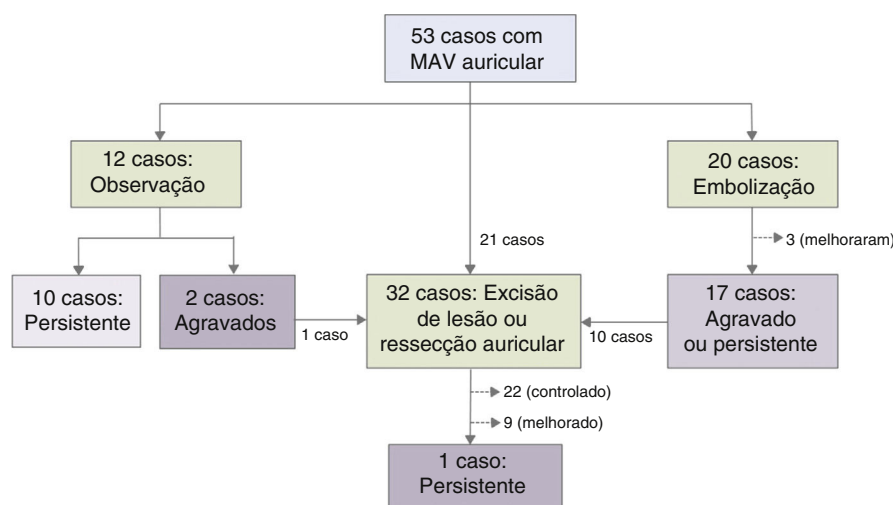 53 casos com
MAV auricular
12 casos:
Observação
20 casos:
Embolização
21 casos
3 (melhoraram)
10 casos:
Persistente
2 casos:
Agravados
1 caso
32 casos: Excisão
de lesão ou
ressecção auricular
10 casos
17 casos:
Agravado
ou persistente
22 (controlado)
9 (melhorado)
1 caso:
Persistente